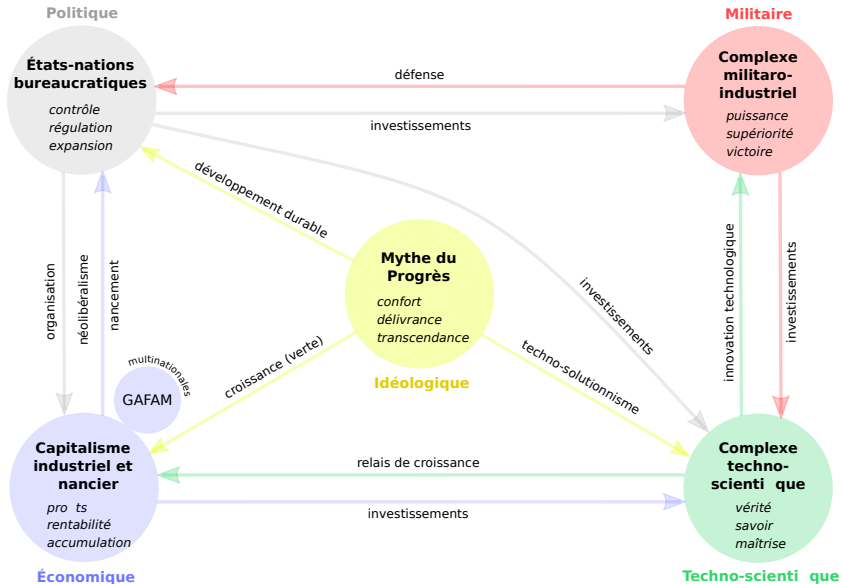 Politique
Militaire
États-nations
bureaucratiques
contrôle
régulation
expansion
Complexe
militaro-
industriel
puissance
supériorité
victoire
défense
investissements
développement durable
investissements
organisation
néolibéralisme
nancement
Mythe du
Progrès
confort
délivrance
transcendance
Idéologique
innovation technologique
investissements
croissance (verte)
techno-solutionnisme
multinationales
GAFAM
Capitalisme
industriel et
nancier
pro ts
rentabilité
accumulation
Économique
relais de croissance
investissements
Complexe
techno-
scienti que
vérité
savoir
maîtrise
Techno-scienti que